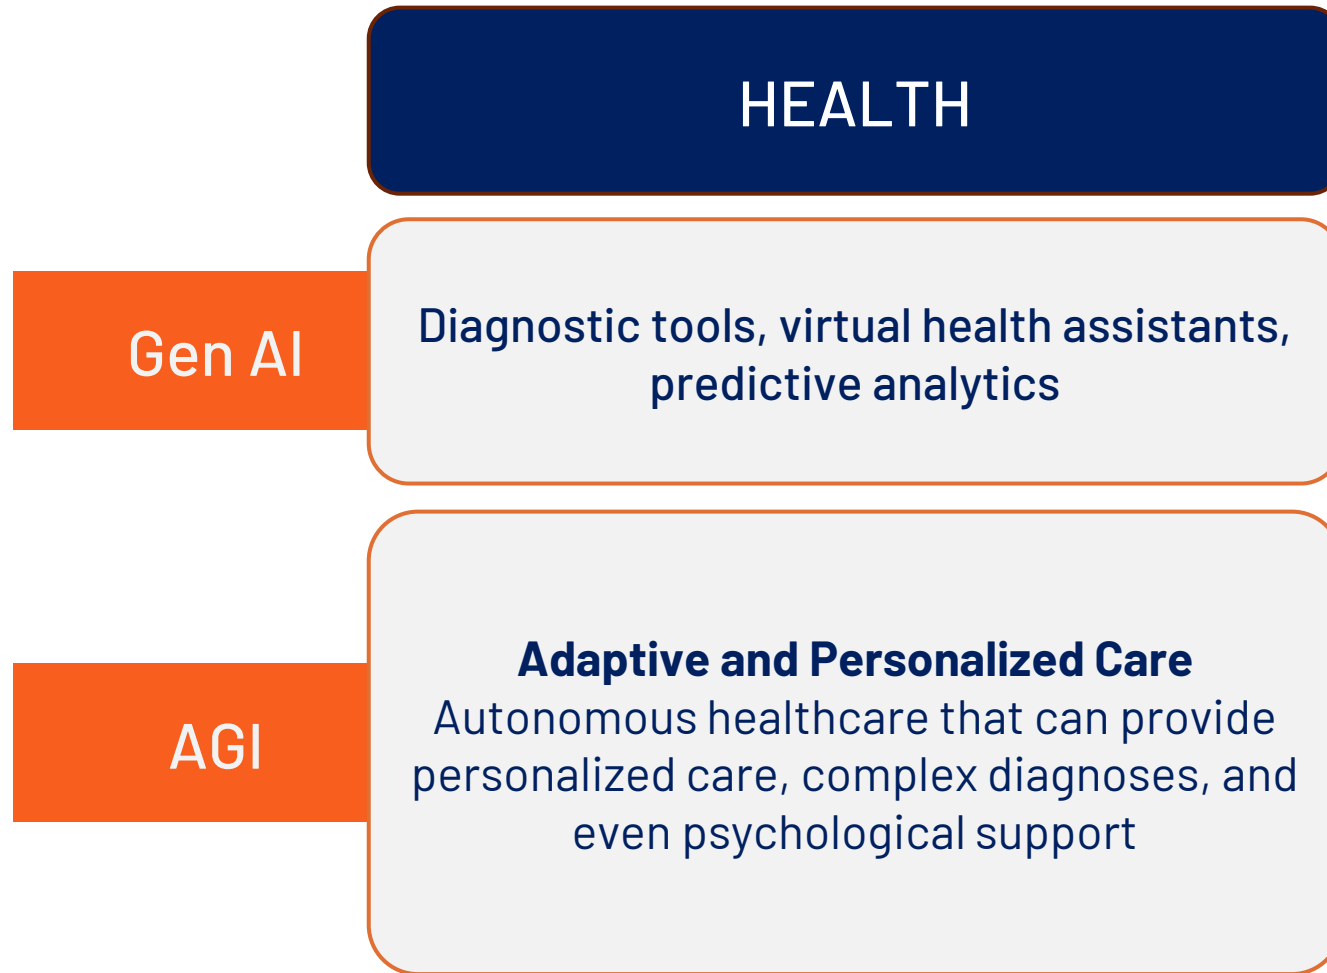 HEALTH
Gen AI
Diagnostic tools, virtual health assistants,
predictive analytics
AGI
Adaptive and Personalized Care
Autonomous healthcare that can provide
personalized care, complex diagnoses, and
even psychological support